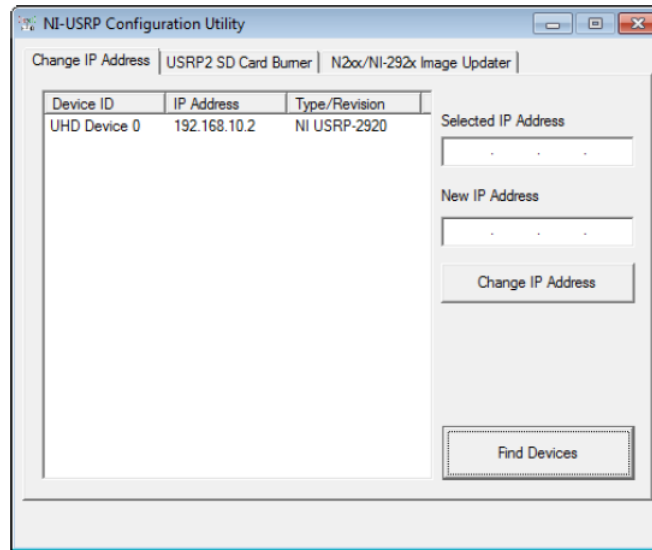 NI-USRP Configuration Utility
Change IP Address USRP2 SD Card Burner N2xx/NI-292x Image Updater
Device ID IP Address Type/Revision
UHD Device 0 192.168.10.2 NI USRP-2920
Selected IP Address
. . .
New IP Address
. . .
Change IP Address
Find Devices